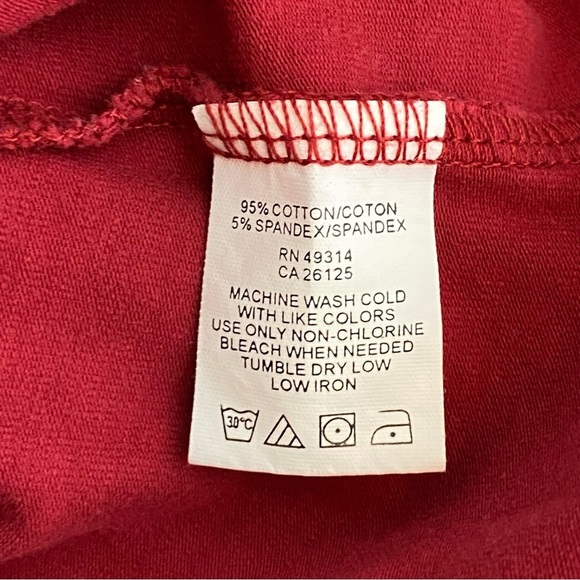 95% COTTON/COTON
5% SPANDEX/SPANDEX
RN 49314
CA 26125
MACHINE WASH COLD
WITH LIKE COLORS
USE ONLY NON-CHLORINE
BLEACH WHEN NEEDED
TUMBLE DRY LOW
LOW IRON
30°C